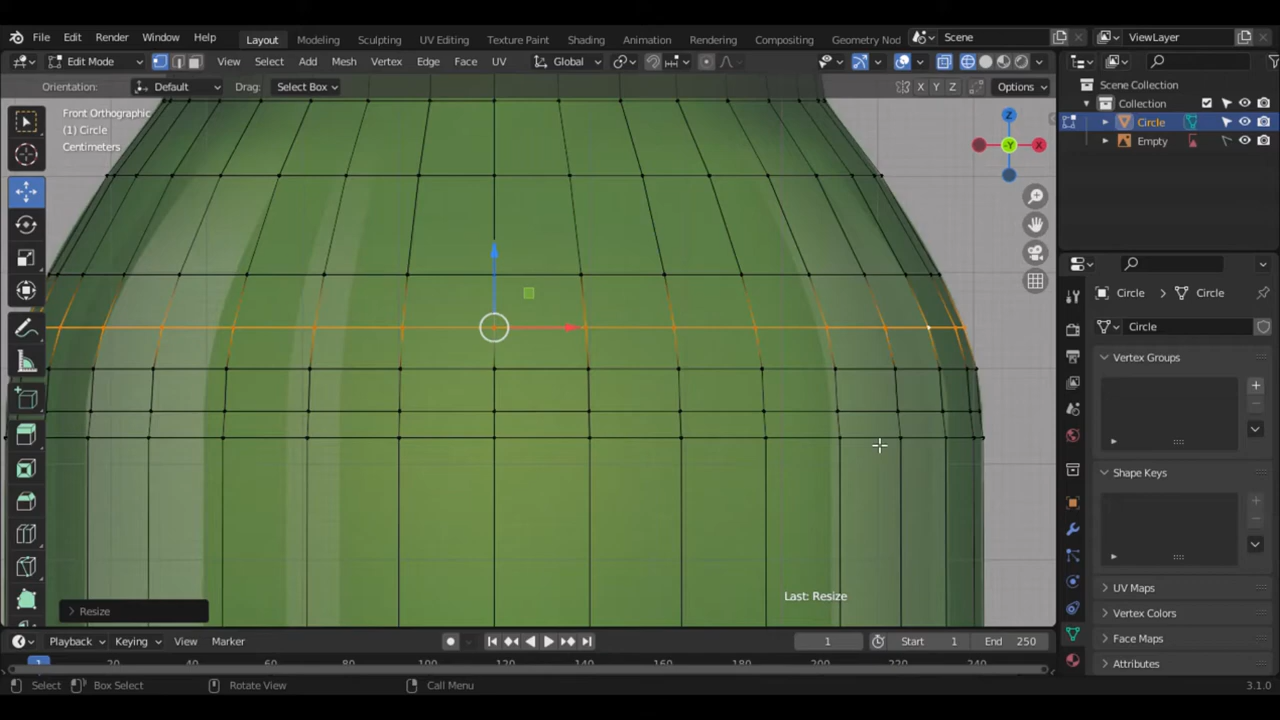 File Edit Render Window Help Layout Modeling Sculpting UV Editing Texture Paint Shading Animation Rendering Compositing Geometry Nod Scene ViewLayer
Edit Mode View Select Add Mesh Vertex Edge Face UV Global
Orientation: Default Drag: Select Box X Y Z Options
Scene Collection
Collection
Circle
Empty
Front Orthographic
(1) Circle
Centimeters
Z
-Y
X
Circle Circle
Circle
Vertex Groups
Shape Keys
UV Maps
Vertex Colors
Face Maps
Attributes
Last: Resize
Resize
Playback Keying View Marker 1 Start 1 End 250
1 20 40 60 80 100 120 140 160 180 200 220 240
Select Box Select Rotate View Call Menu 3.1.0